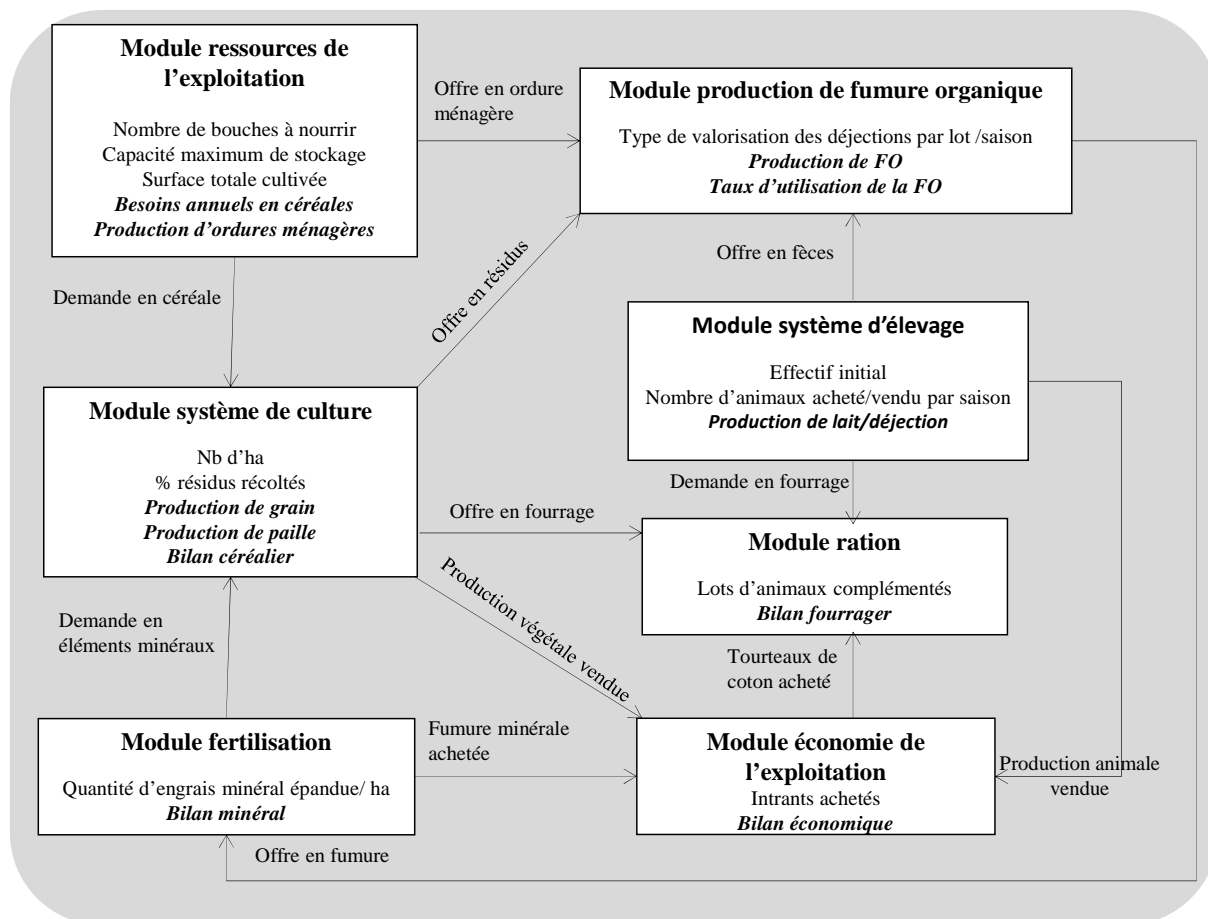 Module ressources de
l'exploitation
Nombre de bouches à nourrir
Capacité maximum de stockage
Surface totale cultivée
Besoins annuels en céréales
Production d'ordures ménagères
Offre en ordure
ménagère
Module production de fumure organique
Type de valorisation des déjections par lot /saison
Production de FO
Taux d'utilisation de la FO
Demande en céréale
Offre en résidus
Offre en fèces
Module système d'élevage
Effectif initial
Nombre d'animaux acheté/vendu par saison
Production de lait/déjection
Module système de culture
Nb d'ha
% résidus récoltés
Production de grain
Production de paille
Bilan céréalier
Offre en fourrage
Demande en fourrage
Module ration
Lots d'animaux complémentés
Bilan fourrager
Demande en
éléments minéraux
Production végétale vendue
Tourteaux de
coton acheté
Module fertilisation
Quantité d'engrais minéral épandue/ ha
Bilan minéral
Fumure minérale
achetée
Module économie de
l'exploitation
Intrants achetés
Bilan économique
Production animale
vendue
Offre en fumure